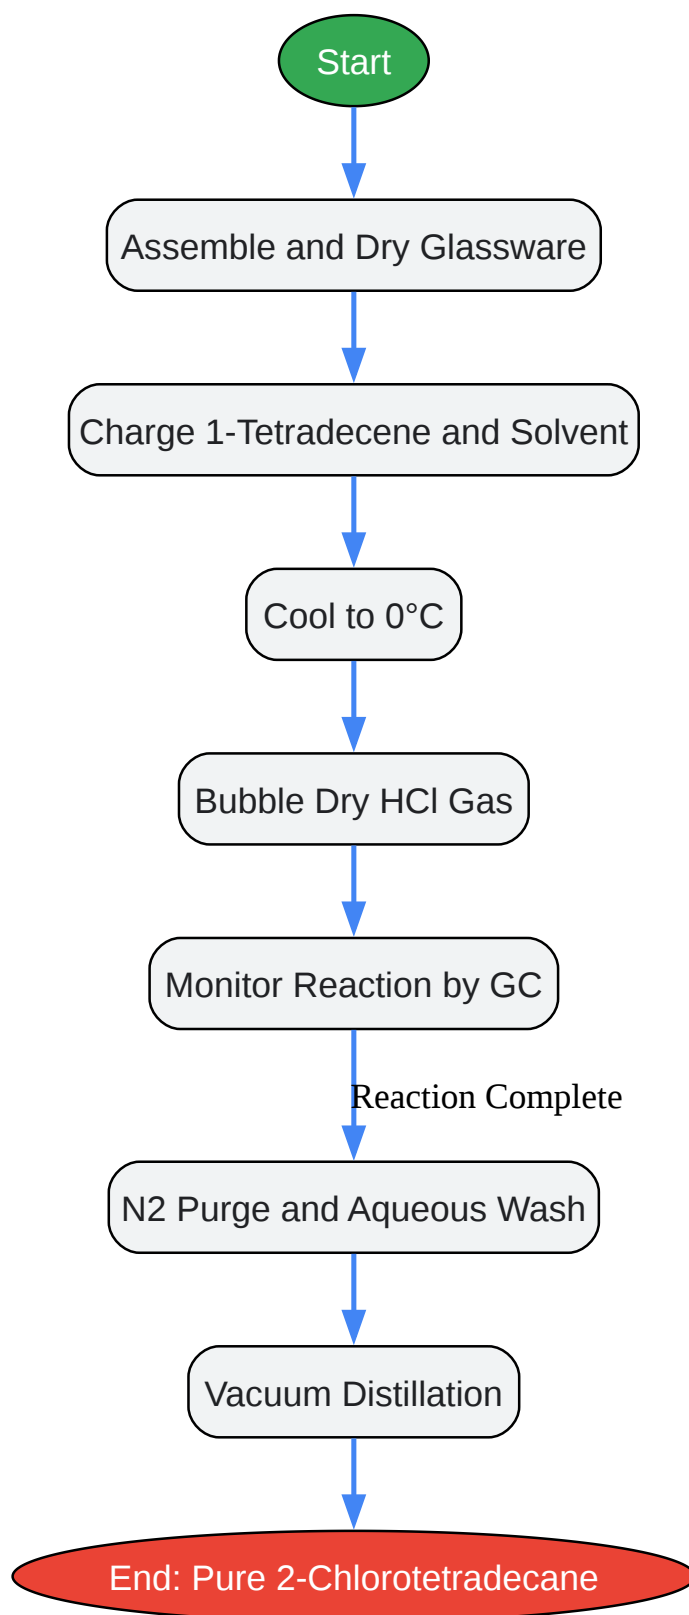 Start
Assemble and Dry Glassware
Charge 1-Tetradecene and Solvent
Cool to 0°C
Bubble Dry HCl Gas
Monitor Reaction by GC
Reaction Complete
N2 Purge and Aqueous Wash
Vacuum Distillation
End: Pure 2-Chlorotetradecane